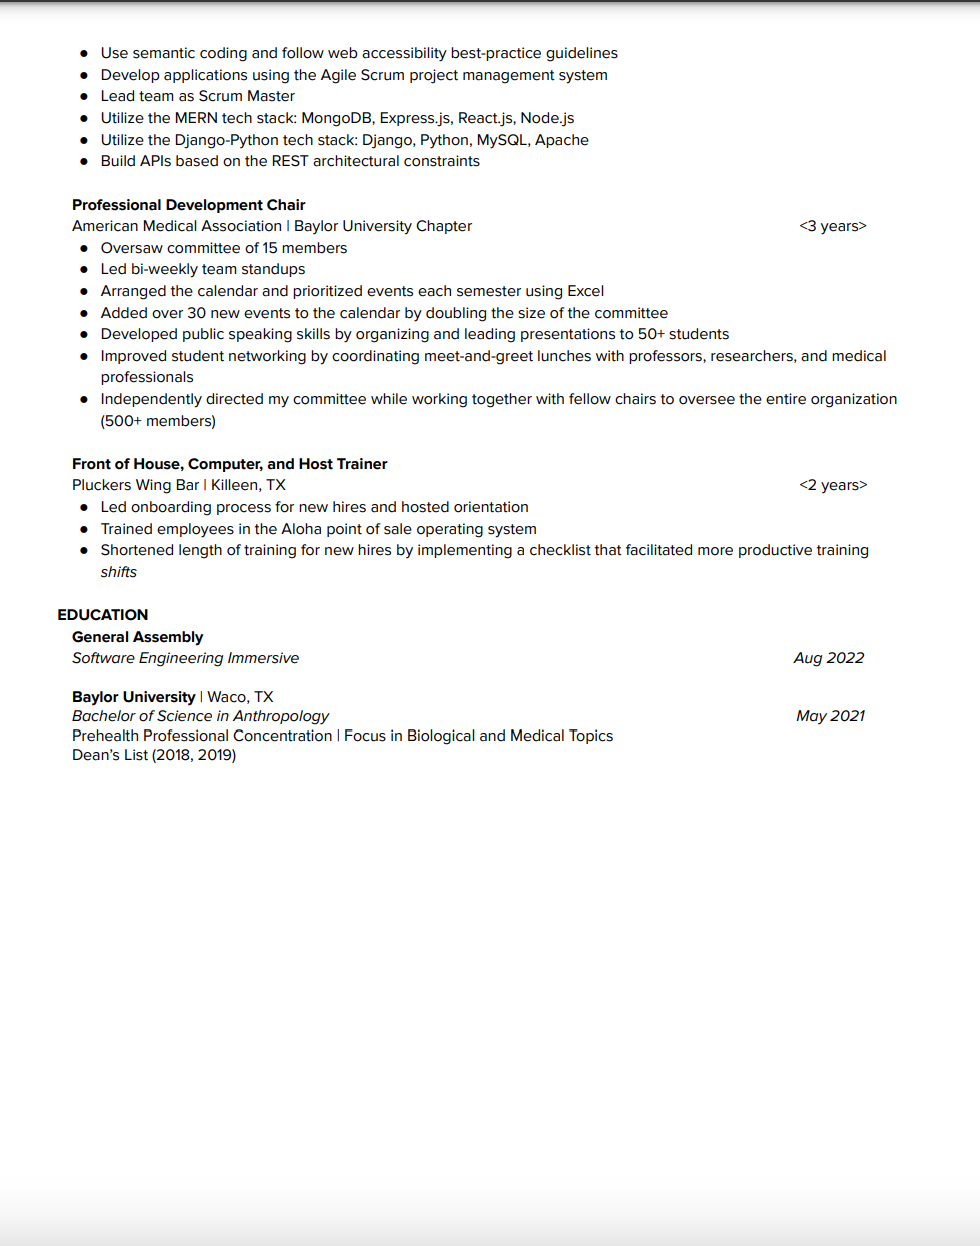 ● Use semantic coding and follow web accessibility best-practice guidelines
● Develop applications using the Agile Scrum project management system
● Lead team as Scrum Master
● Utilize the MERN tech stack: MongoDB, Express.js, React.js, Node.js
● Utilize the Django-Python tech stack: Django, Python, MySQL, Apache
● Build APIs based on the REST architectural constraints
Professional Development Chair
American Medical Association | Baylor University Chapter <3 years>
● Oversaw committee of 15 members
● Led bi-weekly team standups
● Arranged the calendar and prioritized events each semester using Excel
● Added over 30 new events to the calendar by doubling the size of the committee
● Developed public speaking skills by organizing and leading presentations to 50+ students
● Improved student networking by coordinating meet-and-greet lunches with professors, researchers, and medical
professionals
● Independently directed my committee while working together with fellow chairs to oversee the entire organization
(500+ members)
Front of House, Computer, and Host Trainer
Pluckers Wing Bar | Killeen, TX <2 years>
● Led onboarding process for new hires and hosted orientation
● Trained employees in the Aloha point of sale operating system
● Shortened length of training for new hires by implementing a checklist that facilitated more productive training
shifts
EDUCATION
General Assembly
Software Engineering Immersive Aug 2022
Baylor University | Waco, TX
Bachelor of Science in Anthropology May 2021
Prehealth Professional Concentration | Focus in Biological and Medical Topics
Dean's List (2018, 2019)